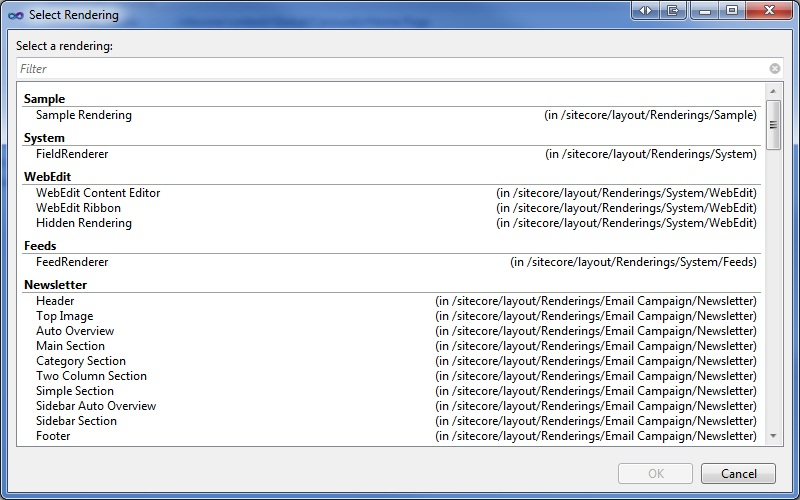 Select Rendering
Select a rendering:
Filter
Sample
Sample Rendering (in /sitecore/layout/Renderings/Sample)
System
FieldRenderer (in /sitecore/layout/Renderings/System)
WebEdit
WebEdit Content Editor (in /sitecore/layout/Renderings/System/WebEdit)
WebEdit Ribbon (in /sitecore/layout/Renderings/System/WebEdit)
Hidden Rendering (in /sitecore/layout/Renderings/System/WebEdit)
Feeds
FeedRenderer (in /sitecore/layout/Renderings/System/Feeds)
Newsletter
Header (in /sitecore/layout/Renderings/Email Campaign/Newsletter)
Top Image (in /sitecore/layout/Renderings/Email Campaign/Newsletter)
Auto Overview (in /sitecore/layout/Renderings/Email Campaign/Newsletter)
Main Section (in /sitecore/layout/Renderings/Email Campaign/Newsletter)
Category Section (in /sitecore/layout/Renderings/Email Campaign/Newsletter)
Two Column Section (in /sitecore/layout/Renderings/Email Campaign/Newsletter)
Simple Section (in /sitecore/layout/Renderings/Email Campaign/Newsletter)
Sidebar Auto Overview (in /sitecore/layout/Renderings/Email Campaign/Newsletter)
Sidebar Section (in /sitecore/layout/Renderings/Email Campaign/Newsletter)
Footer (in /sitecore/layout/Renderings/Email Campaign/Newsletter)
OK Cancel